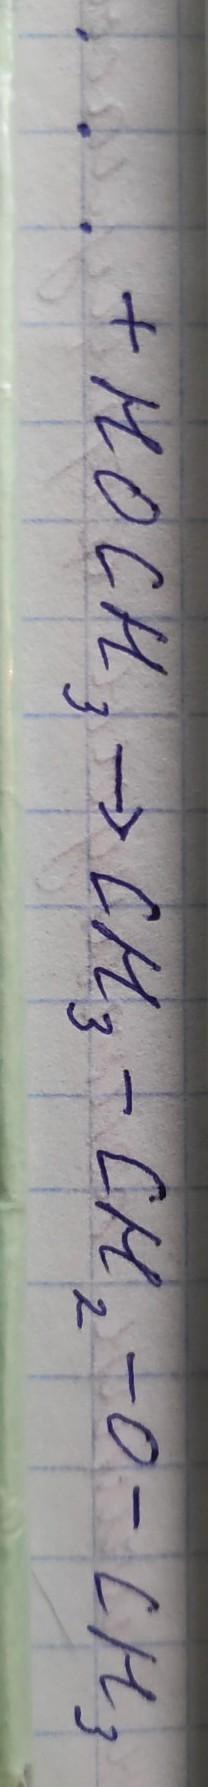 ... + HOCH₃ → CH₃ - CH₂ - O - CH₃